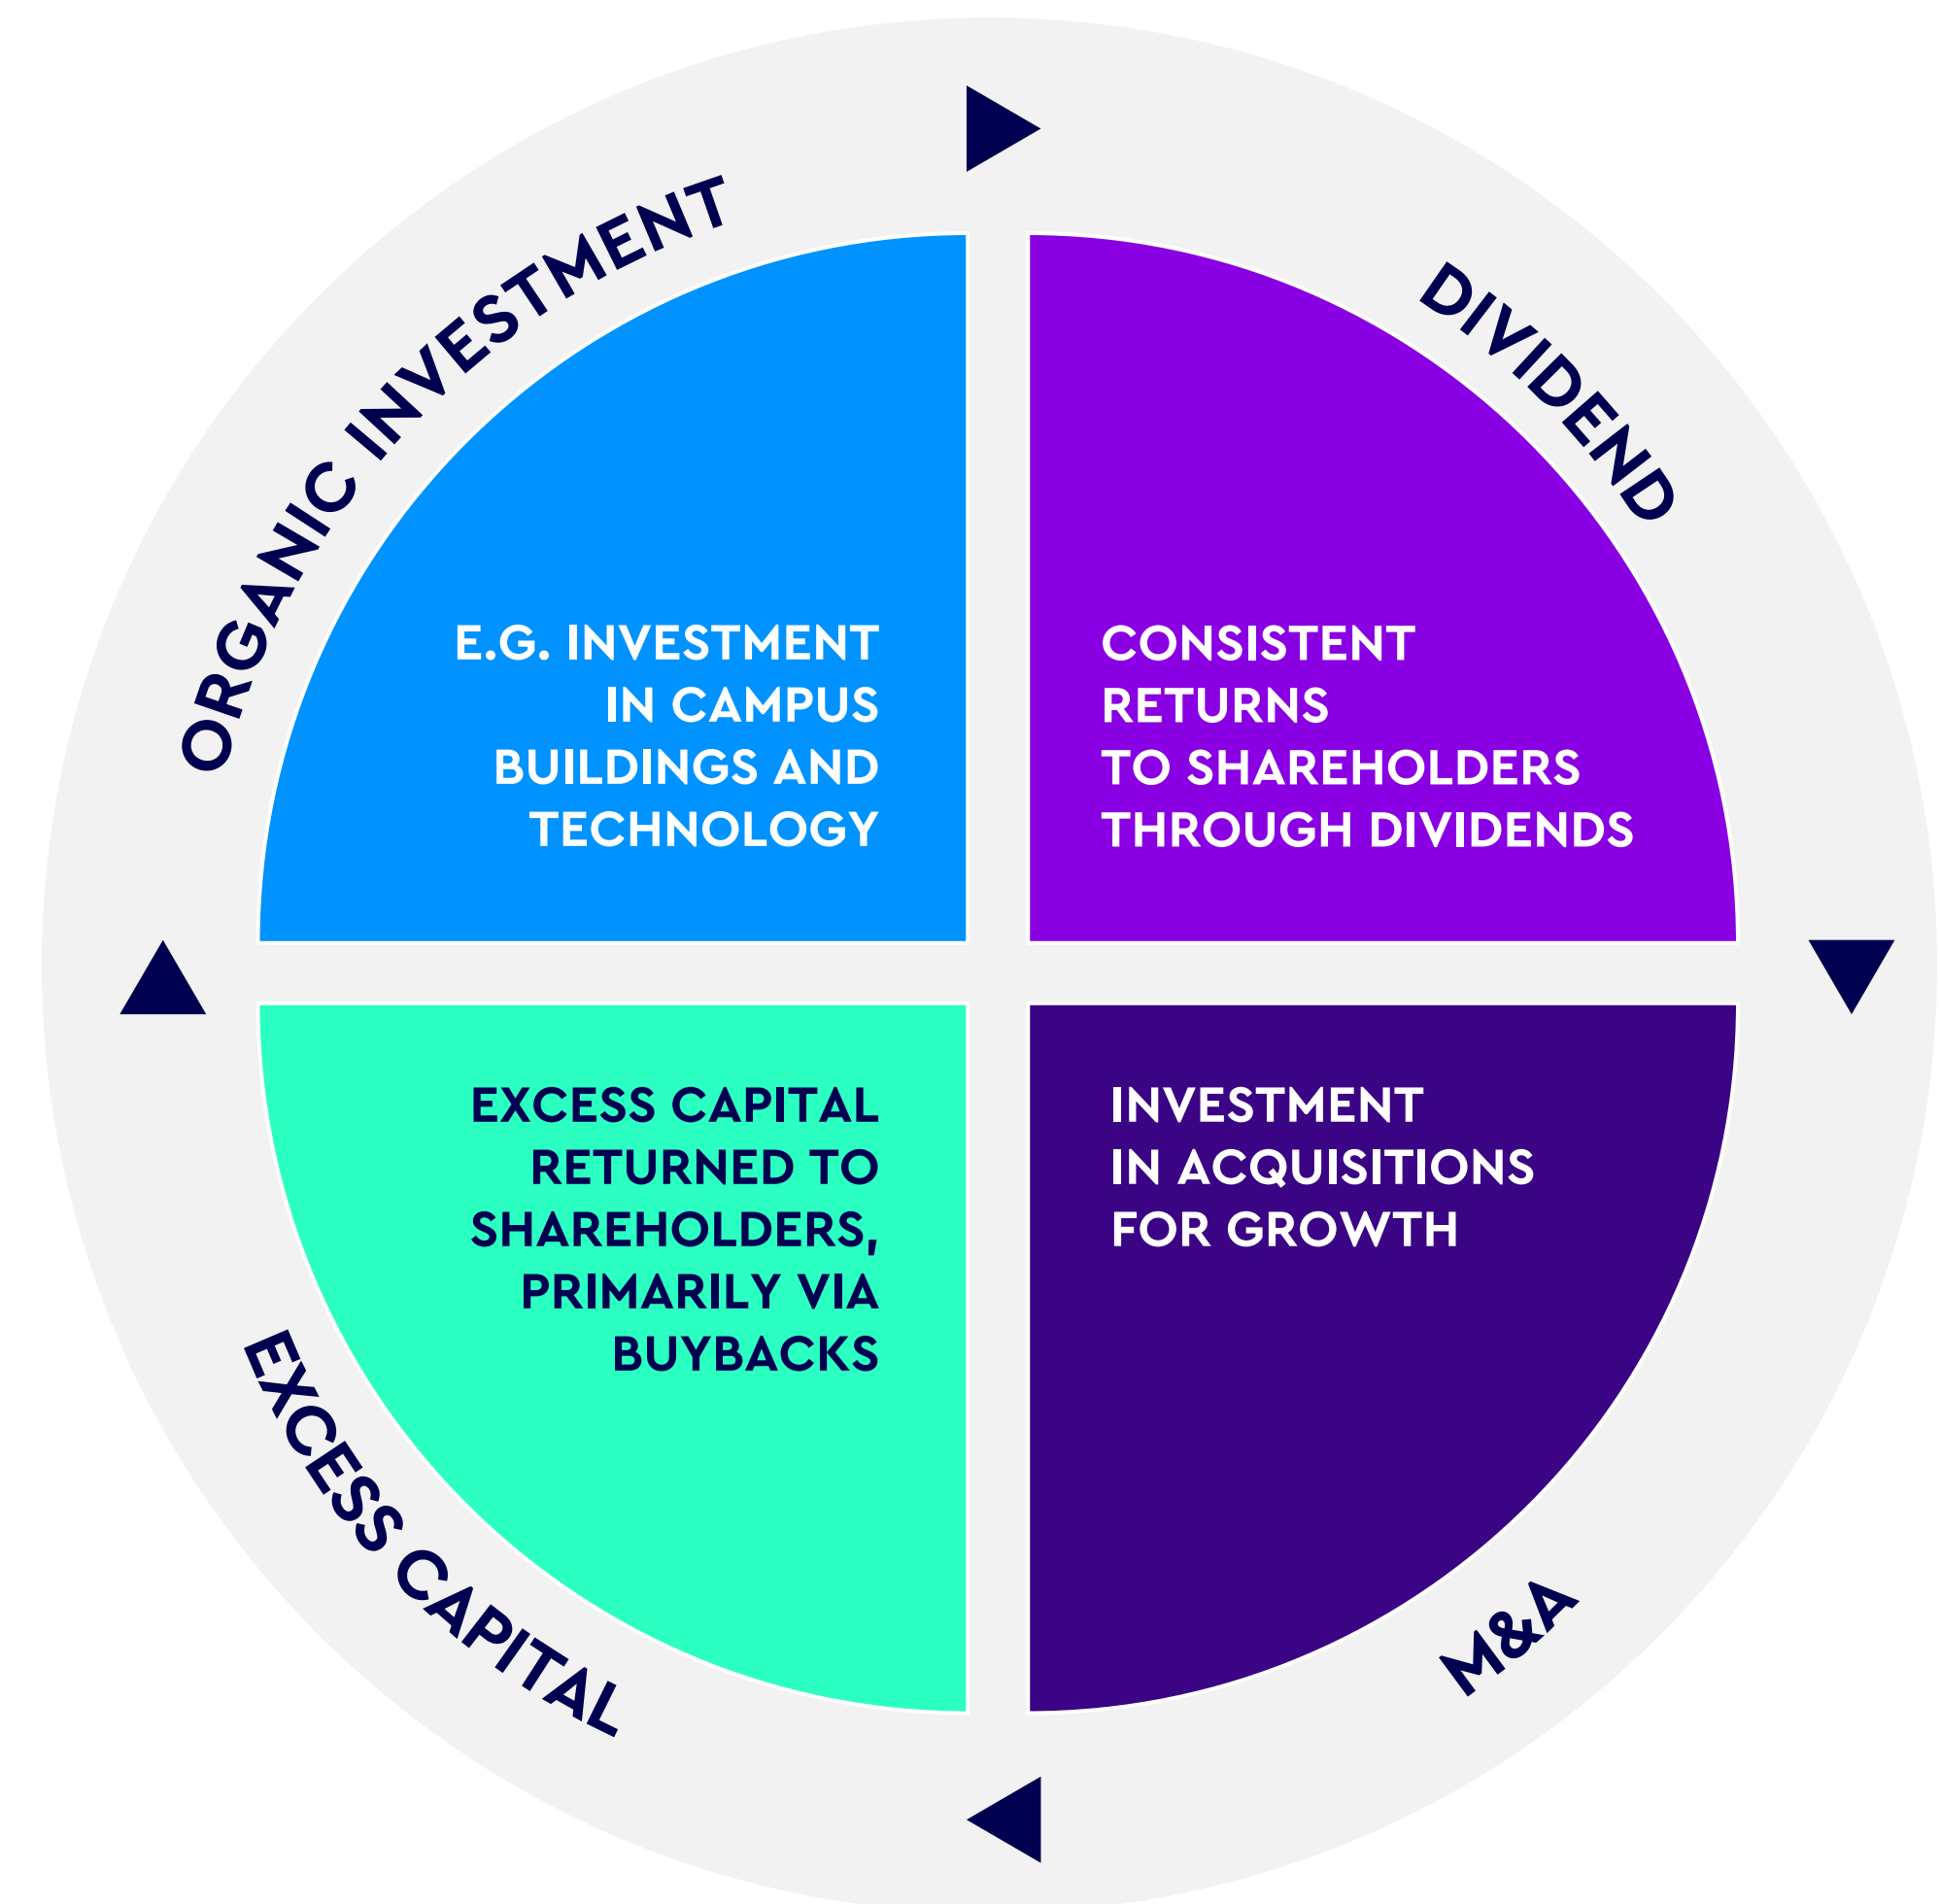 ORGANIC INVESTMENT
E.G. INVESTMENT
IN CAMPUS
BUILDINGS AND
TECHNOLOGY
DIVIDEND
CONSISTENT
RETURNS
TO SHAREHOLDERS
THROUGH DIVIDENDS
M&A
INVESTMENT
IN ACQUISITIONS
FOR GROWTH
EXCESS CAPITAL
EXCESS CAPITAL
RETURNED TO
SHAREHOLDERS,
PRIMARILY VIA
BUYBACKS